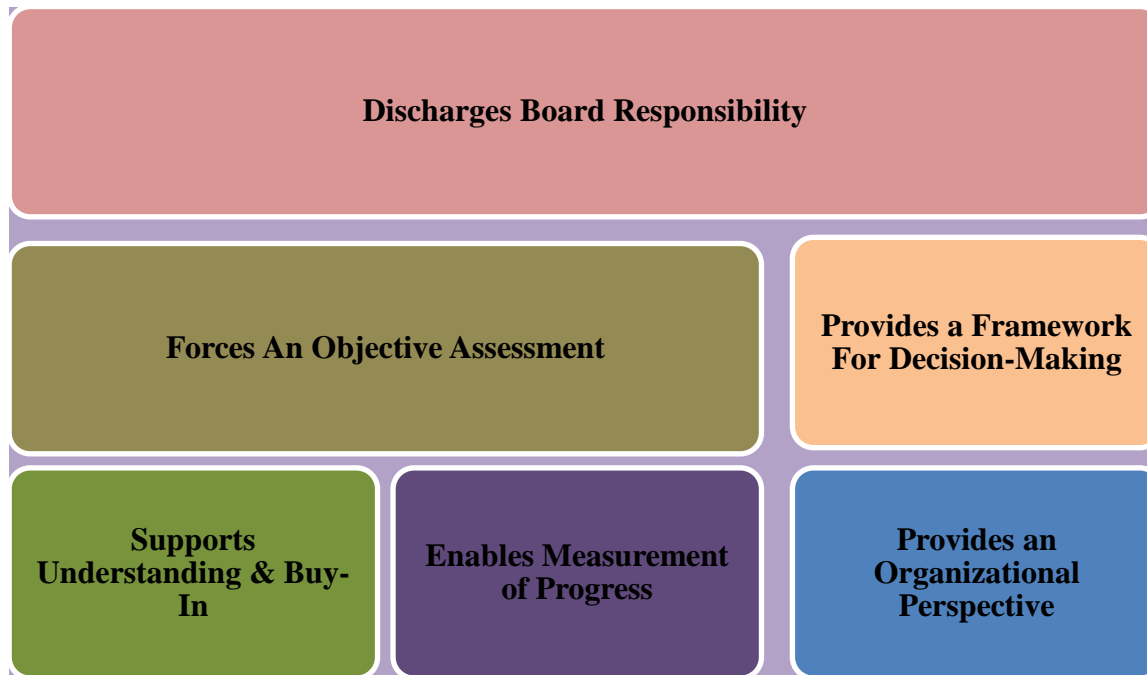 Discharges Board Responsibility
Forces An Objective Assessment
Provides a Framework
For Decision-Making
Supports
Understanding & Buy-
In
Enables Measurement
of Progress
Provides an
Organizational
Perspective